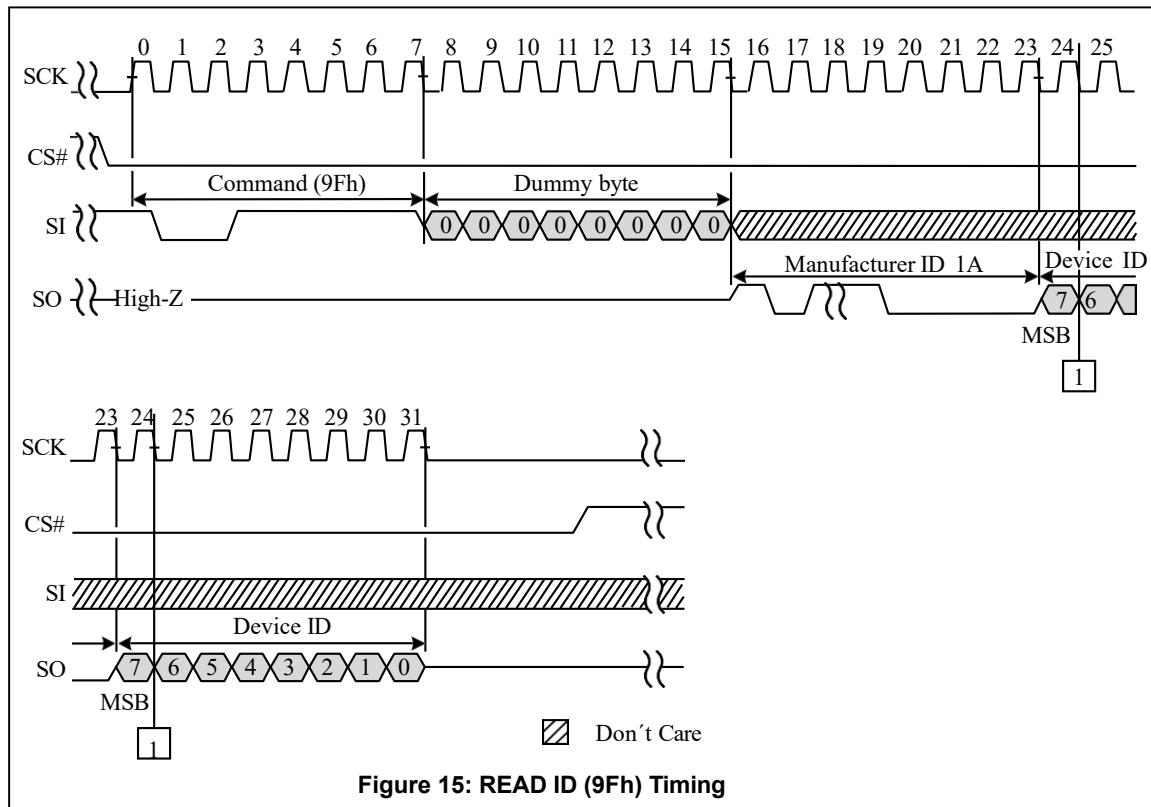 0 1 2 3 4 5 6 7 8 9 10 11 12 13 14 15 16 17 18 19 20 21 22 23 24 25
SCK
CS#
Command (9Fh) Dummy byte
SI 0 0 0 0 0 0 0 0
Manufacturer ID 1A Device ID
SO High-Z 7 6
MSB
1
23 24 25 26 27 28 29 30 31
SCK
CS#
SI
Device ID
SO 7 6 5 4 3 2 1 0
MSB
1
Don´t Care
Figure 15: READ ID (9Fh) Timing